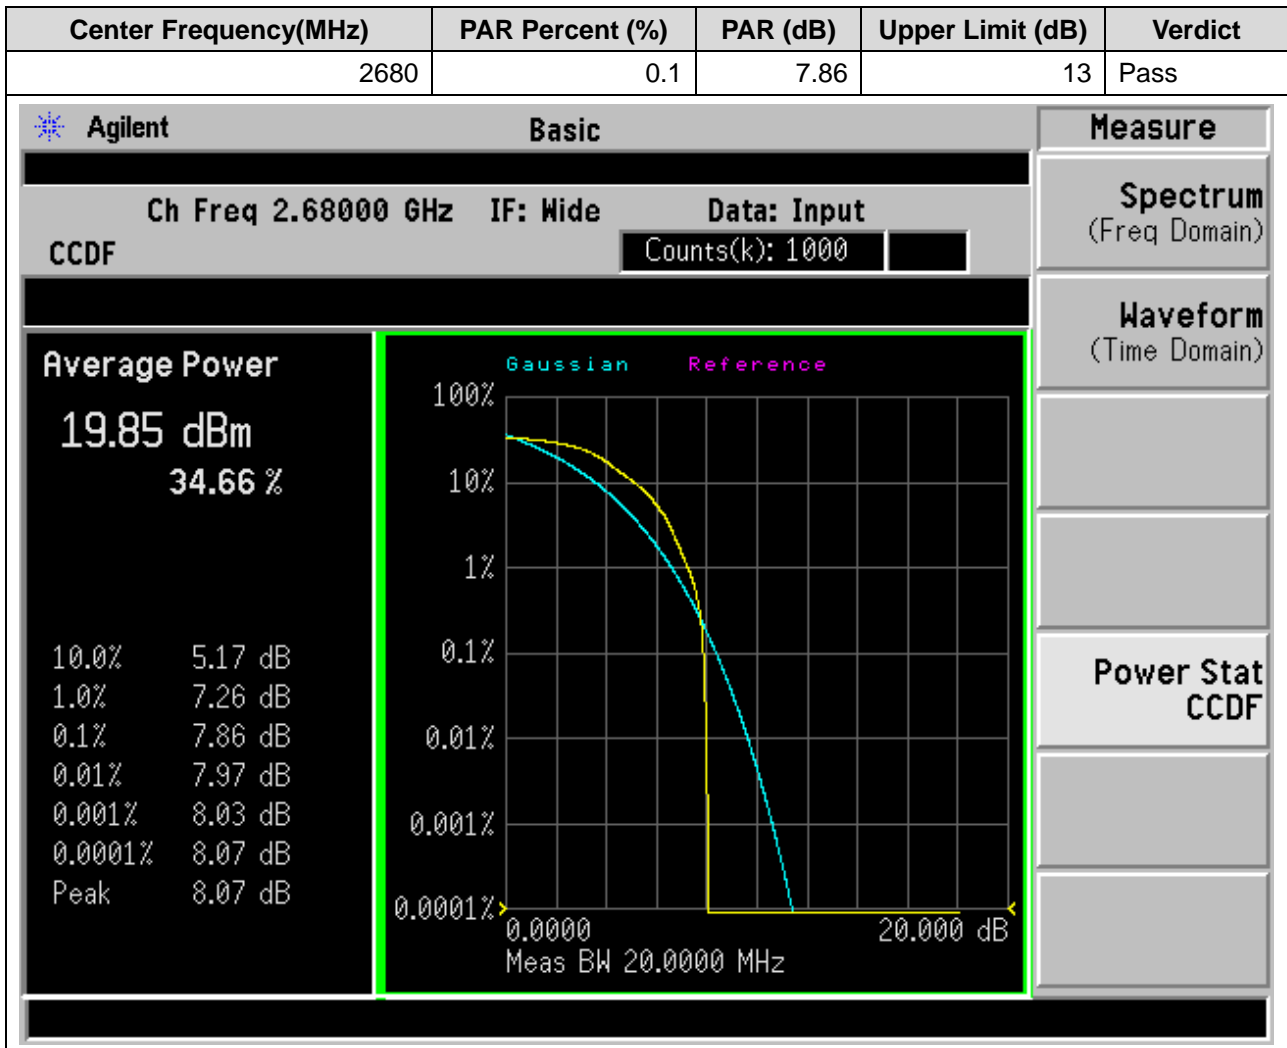 Center Frequency(MHz) PAR Percent (%) PAR (dB) Upper Limit (dB) Verdict
2680 0.1 7.86 13 Pass
Agilent Basic Measure
Ch Freq 2.68000 GHz IF: Wide Data: Input
CCDF Counts(k): 1000
Average Power
19.85 dBm
34.66 %
10.0% 5.17 dB
1.0% 7.26 dB
0.1% 7.86 dB
0.01% 7.97 dB
0.001% 8.03 dB
0.0001% 8.07 dB
Peak 8.07 dB
Gaussian Reference
100%
10%
1%
0.1%
0.01%
0.001%
0.0001%
0.0000 20.000 dB
Meas BW 20.0000 MHz
Spectrum
(Freq Domain)
Waveform
(Time Domain)
Power Stat
CCDF